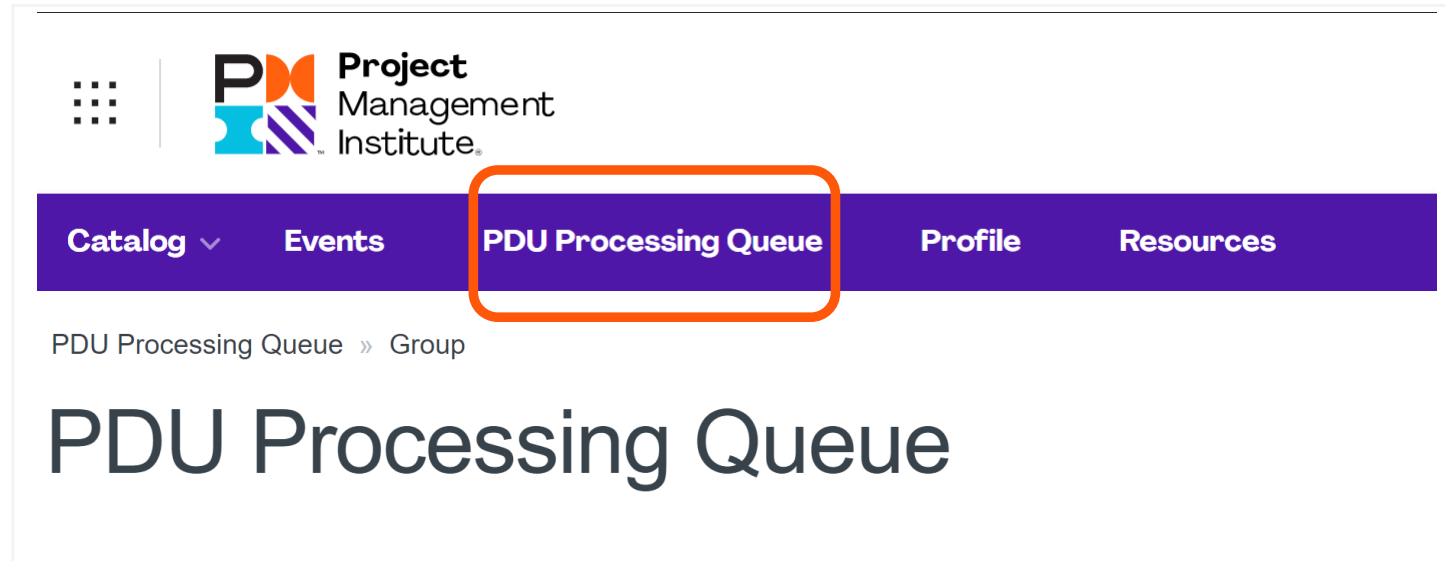 Project
Management
Institute®
Catalog Events PDU Processing Queue Profile Resources
PDU Processing Queue » Group
PDU Processing Queue